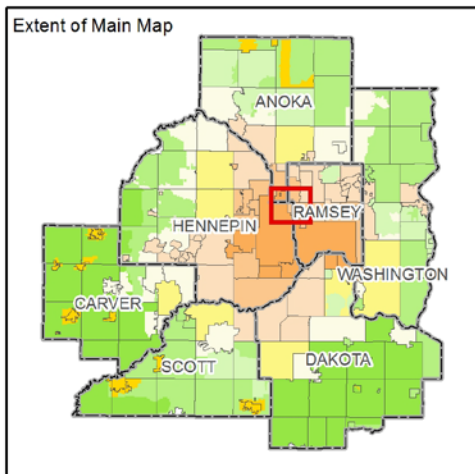 Extent of Main Map
ANOKA
HENNEPIN
RAMSEY
WASHINGTON
CARVER
SCOTT
DAKOTA